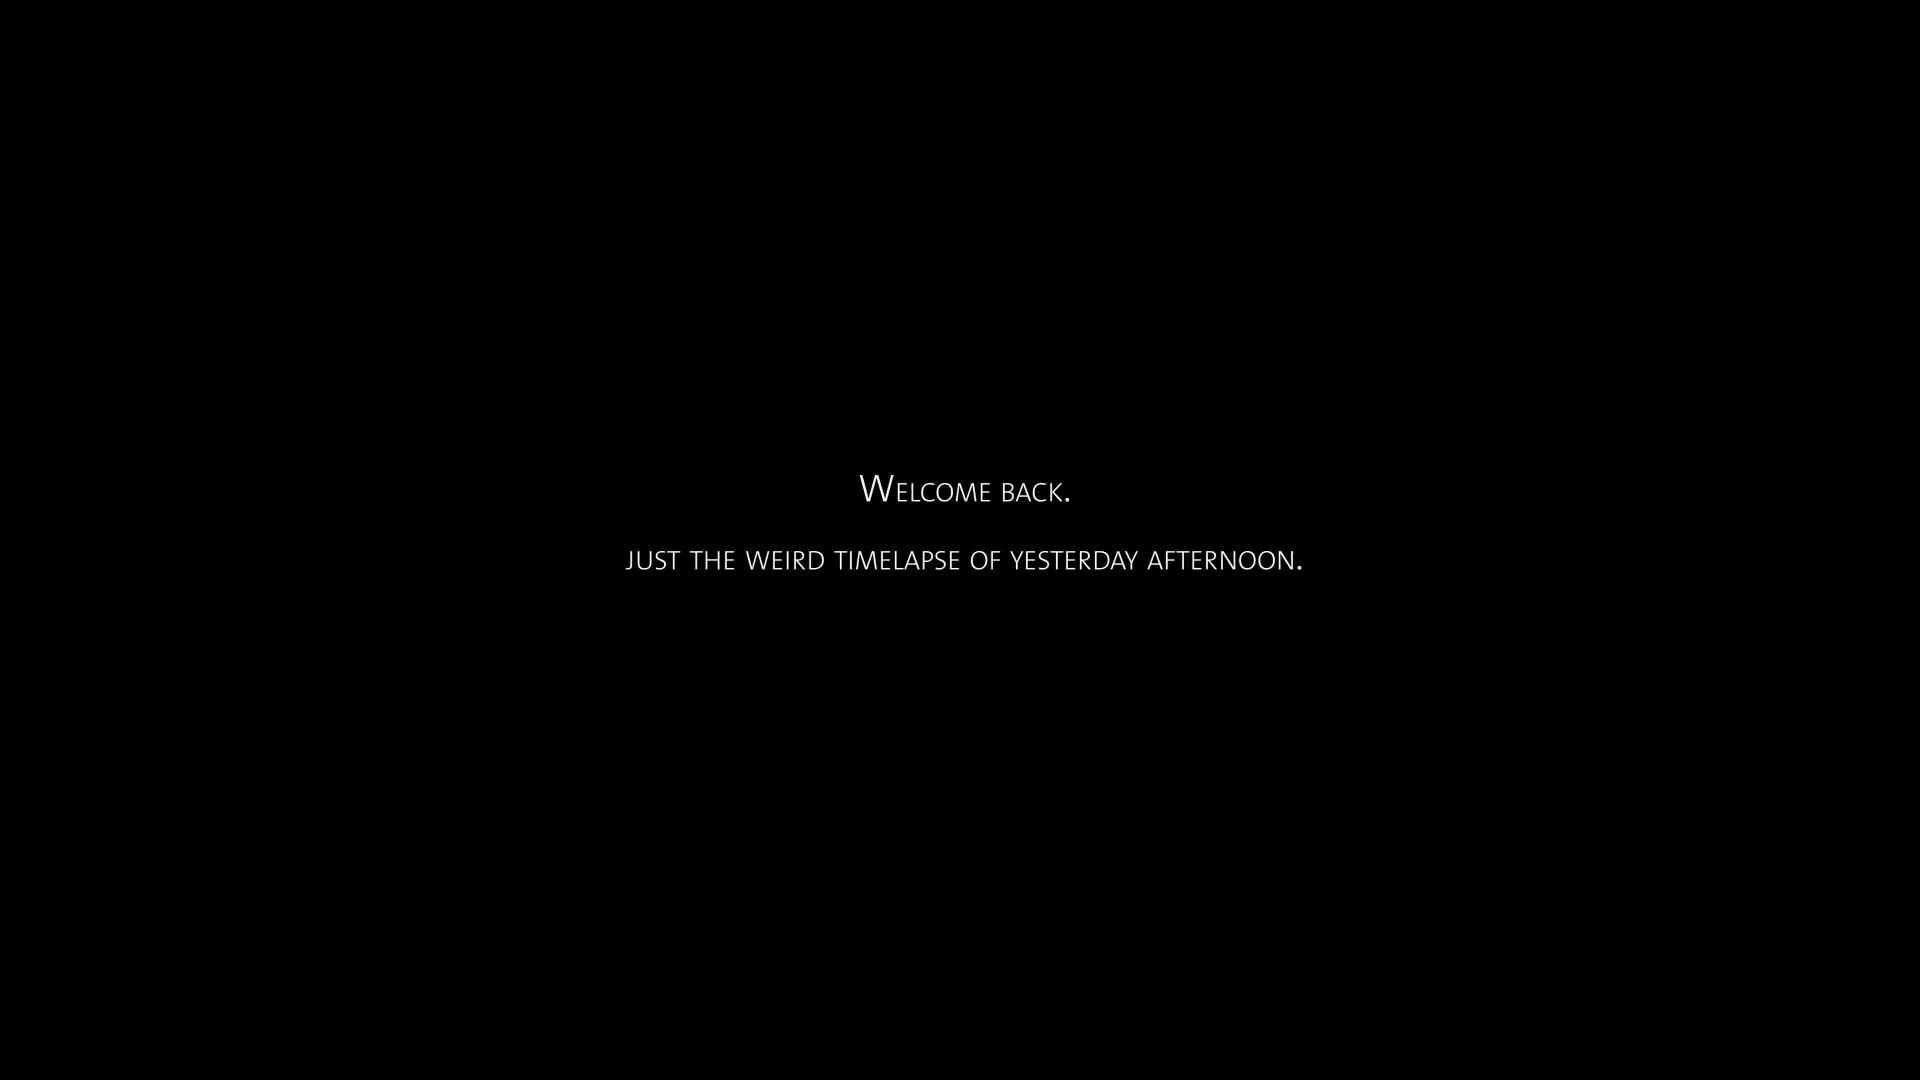 Welcome back.
just the weird timelapse of yesterday afternoon.